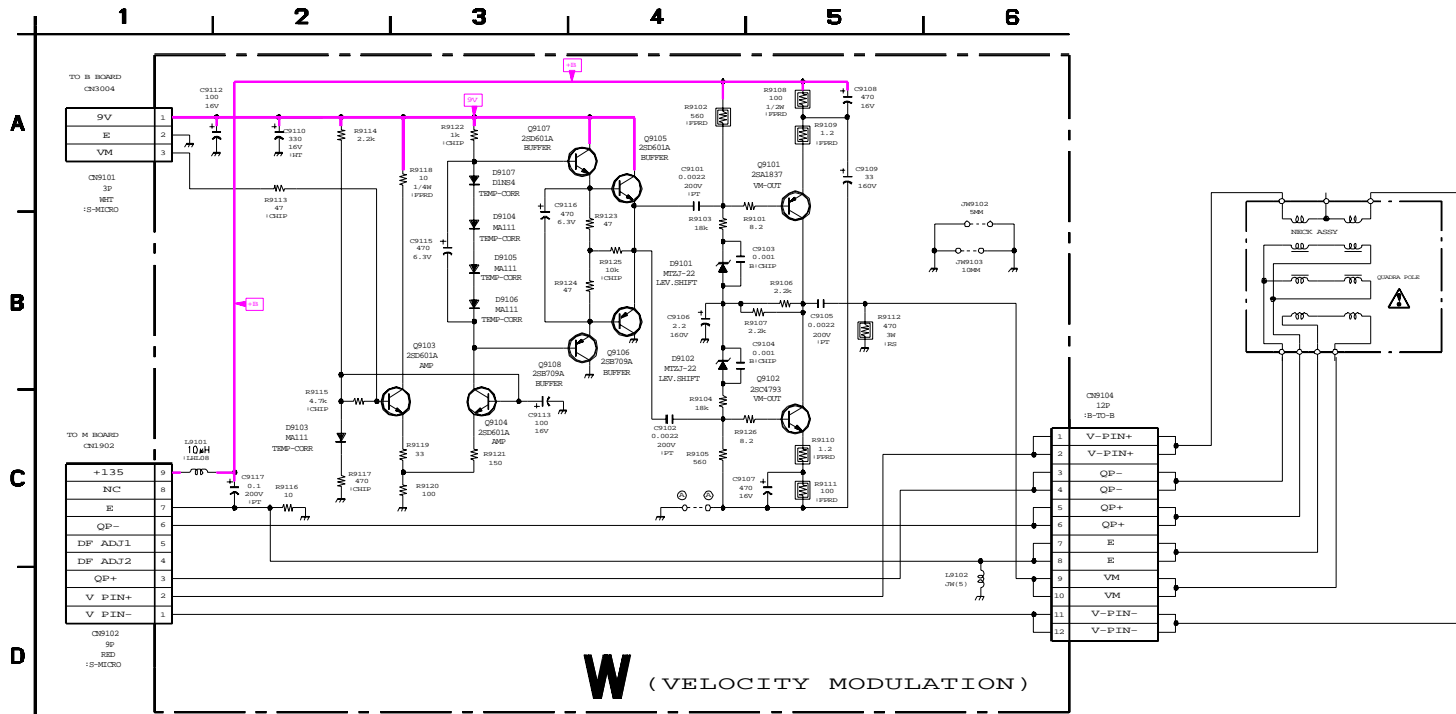 1 2 3 4 5 6
A
B
C
D
TO B BOARD
CN3004
9V 1
E 2
VM 3
CN9101
3P
WHT
:S-MICRO
TO M BOARD
CN1902
+135 9
NC 8
E 7
QP- 6
DF ADJ1 5
DF ADJ2 4
QP+ 3
V PIN+ 2
V PIN- 1
CN9102
9P
RED
:S-MICRO
+B
9V
+B
C9112
100
16V
C9110
330
16V
:HT
R9114
2.2k
R9113
47
:CHIP
R9118
10
1/4W
:FPRD
R9122
1k
:CHIP
D9107
D1NS4
TEMP-CORR
D9104
MA111
TEMP-CORR
D9105
MA111
TEMP-CORR
D9106
MA111
TEMP-CORR
C9115
470
6.3V
Q9107
2SD601A
BUFFER
Q9105
2SD601A
BUFFER
C9116
470
6.3V
R9123
47
R9125
10k
:CHIP
R9124
47
Q9103
2SD601A
AMP
Q9108
2SB709A
BUFFER
Q9106
2SB709A
BUFFER
R9115
4.7k
:CHIP
D9103
MA111
TEMP-CORR
R9117
470
:CHIP
R9119
33
R9120
100
Q9104
2SD601A
AMP
R9121
150
C9113
100
16V
L9101
10µH
:LHL08
C9117
0.1
200V
:PT
R9116
10
R9102
560
:FPRD
R9108
100
1/2W
:FPRD
C9108
470
16V
R9109
1.2
:FPRD
C9101
0.0022
200V
:PT
Q9101
2SA1837
VM-OUT
C9109
33
160V
R9103
18k
R9101
8.2
D9101
MTZJ-22
LEV.SHIFT
C9103
0.001
B:CHIP
R9106
2.2k
R9107
2.2k
C9105
0.0022
200V
:PT
R9112
470
3W
:RS
C9106
2.2
160V
D9102
MTZJ-22
LEV.SHIFT
C9104
0.001
B:CHIP
Q9102
2SC4793
VM-OUT
R9104
18k
C9102
0.0022
200V
:PT
R9105
560
R9126
8.2
R9110
1.2
:FPRD
C9107
470
16V
R9111
100
:FPRD
A A
JW9102
5MM
JW9103
10MM
L9102
JW(5)
CN9104
12P
:B-TO-B
1 V-PIN+
2 V-PIN+
3 QP-
4 QP-
5 QP+
6 QP+
7 E
8 E
9 VM
10 VM
11 V-PIN-
12 V-PIN-
NECK ASSY
QUADRA POLE
W (VELOCITY MODULATION)